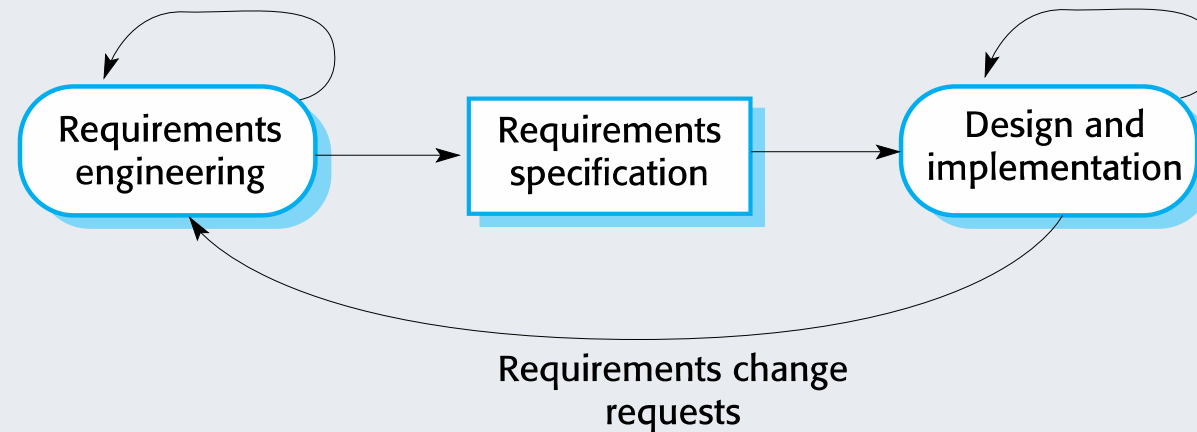 Requirements
engineering
Requirements
specification
Design and
implementation
Requirements change
requests